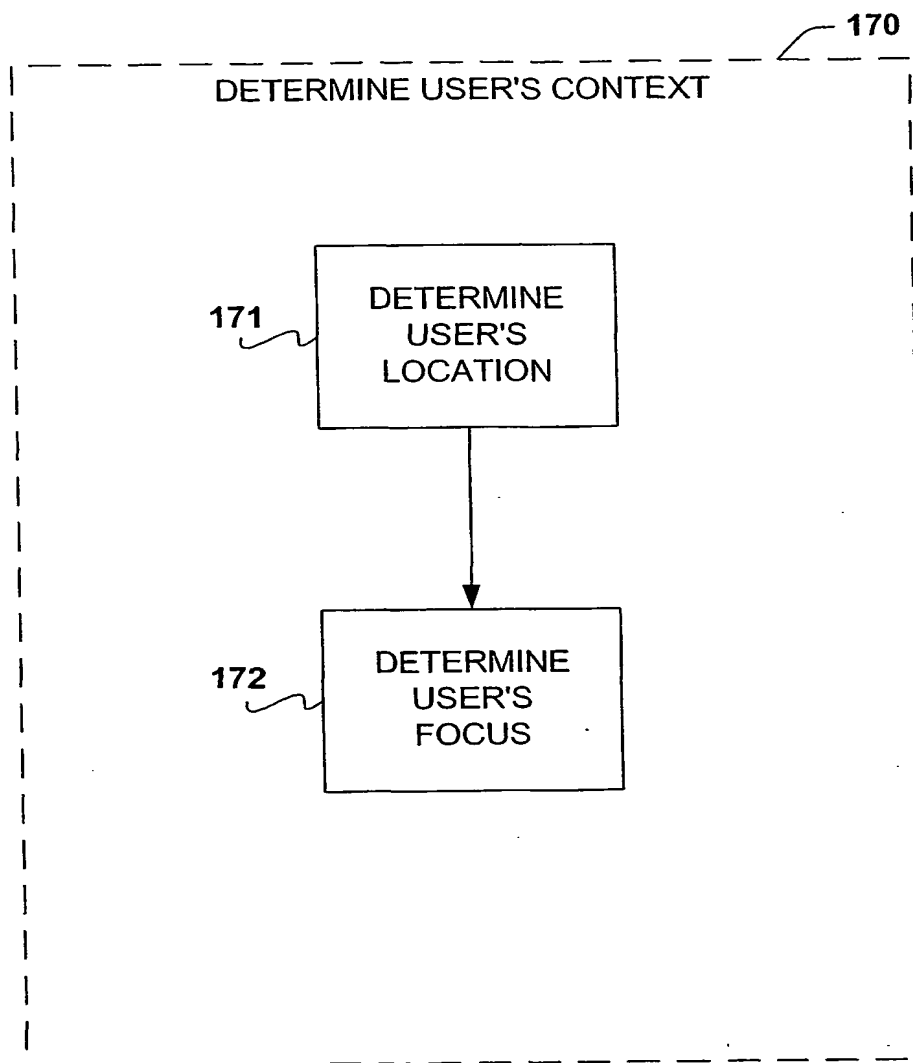 170
DETERMINE USER'S CONTEXT
171
DETERMINE
USER'S
LOCATION
172
DETERMINE
USER'S
FOCUS